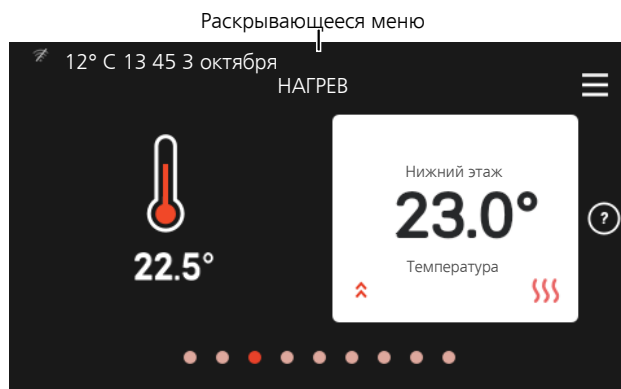 Раскрывающееся меню
12° C 13 45 3 октября
НАГРЕВ
Нижний этаж
23.0°
?
22.5°
Температура